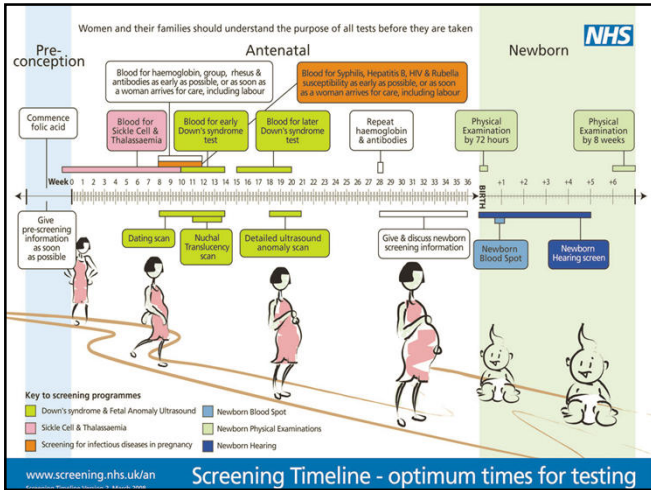 Women and their families should understand the purpose of all tests before they are taken
NHS
Pre-
conception
Antenatal
Newborn
Blood for haemoglobin, group, rhesus &
antibodies as early as possible, or as soon
as a woman arrives for care, including labour
Blood for Syphilis, Hepatitis B, HIV & Rubella
susceptibility as early as possible, or as soon
as a woman arrives for care, including labour
Commence
folic acid
Blood for
Sickle Cell &
Thalassaemia
Blood for early
Down's syndrome
test
Blood for later
Down's syndrome
test
Repeat
haemoglobin
& antibodies
Physical
Examination
by 72 hours
Physical
Examination
by 8 weeks
Week 0 1 2 3 4 5 6 7 8 9 10 11 12 13 14 15 16 17 18 19 20 21 22 23 24 25 26 27 28 29 30 31 32 33 34 35 36
BIRTH
+1 +2 +3 +4 +5 +6
Give
pre-screening
information
as soon
as possible
Dating scan
Nuchal
Translucency
scan
Detailed ultrasound
anomaly scan
Give & discuss newborn
screening information
Newborn
Blood Spot
Newborn
Hearing screen
Key to screening programmes
Down's syndrome & Fetal Anomaly Ultrasound
Sickle Cell & Thalassaemia
Screening for infectious diseases in pregnancy
Newborn Blood Spot
Newborn Physical Examinations
Newborn Hearing
www.screening.nhs.uk/an
Screening Timeline - optimum times for testing